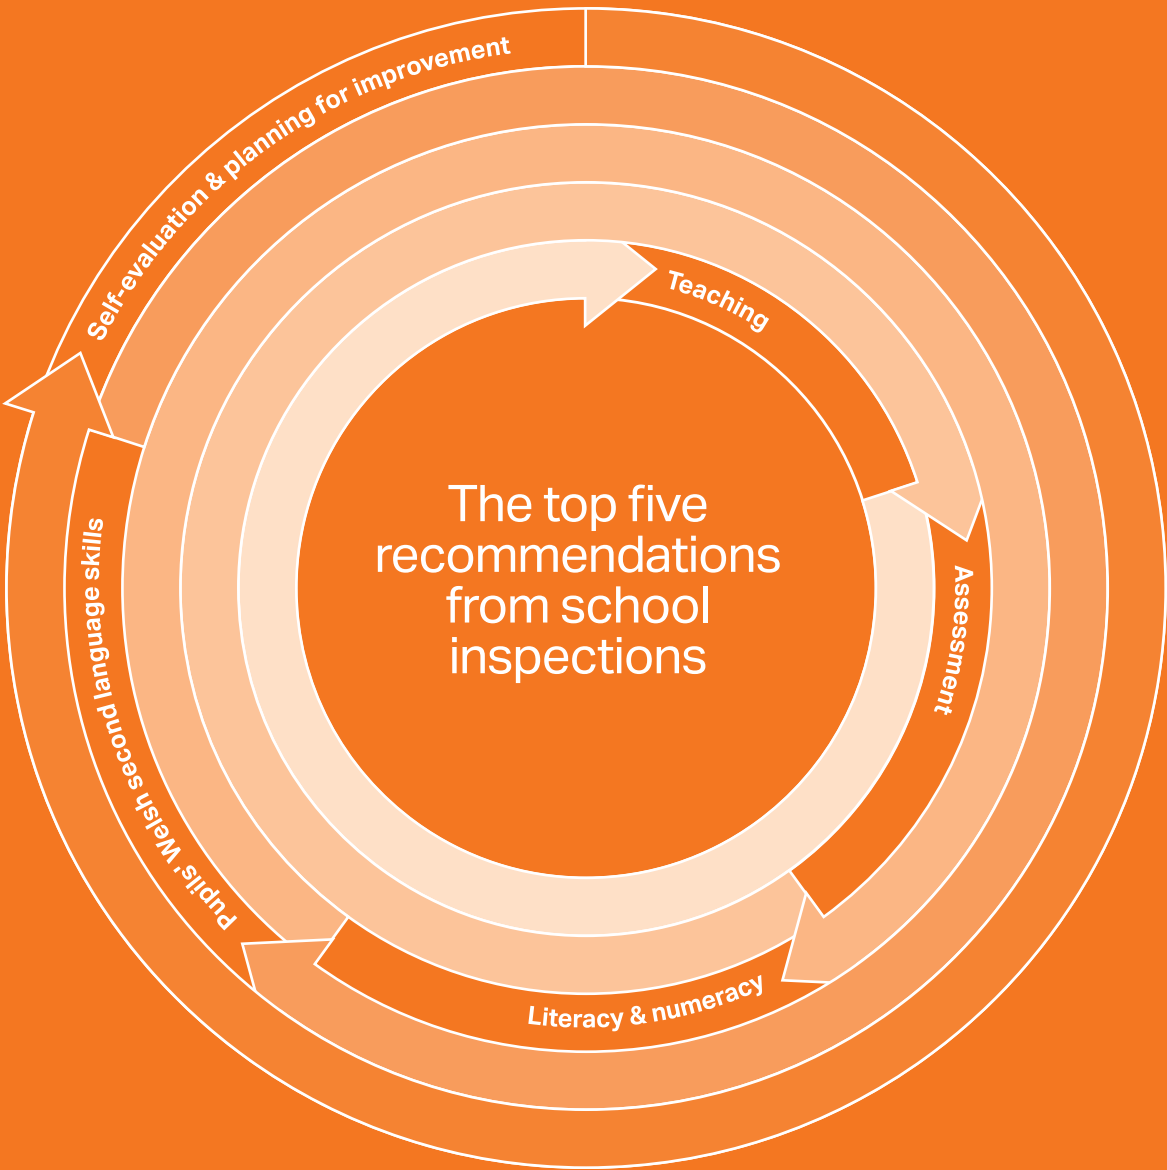 The top five
recommendations
from school
inspections
Teaching
Assessment
Literacy & numeracy
Pupils' Welsh second language skills
Self-evaluation & planning for improvement